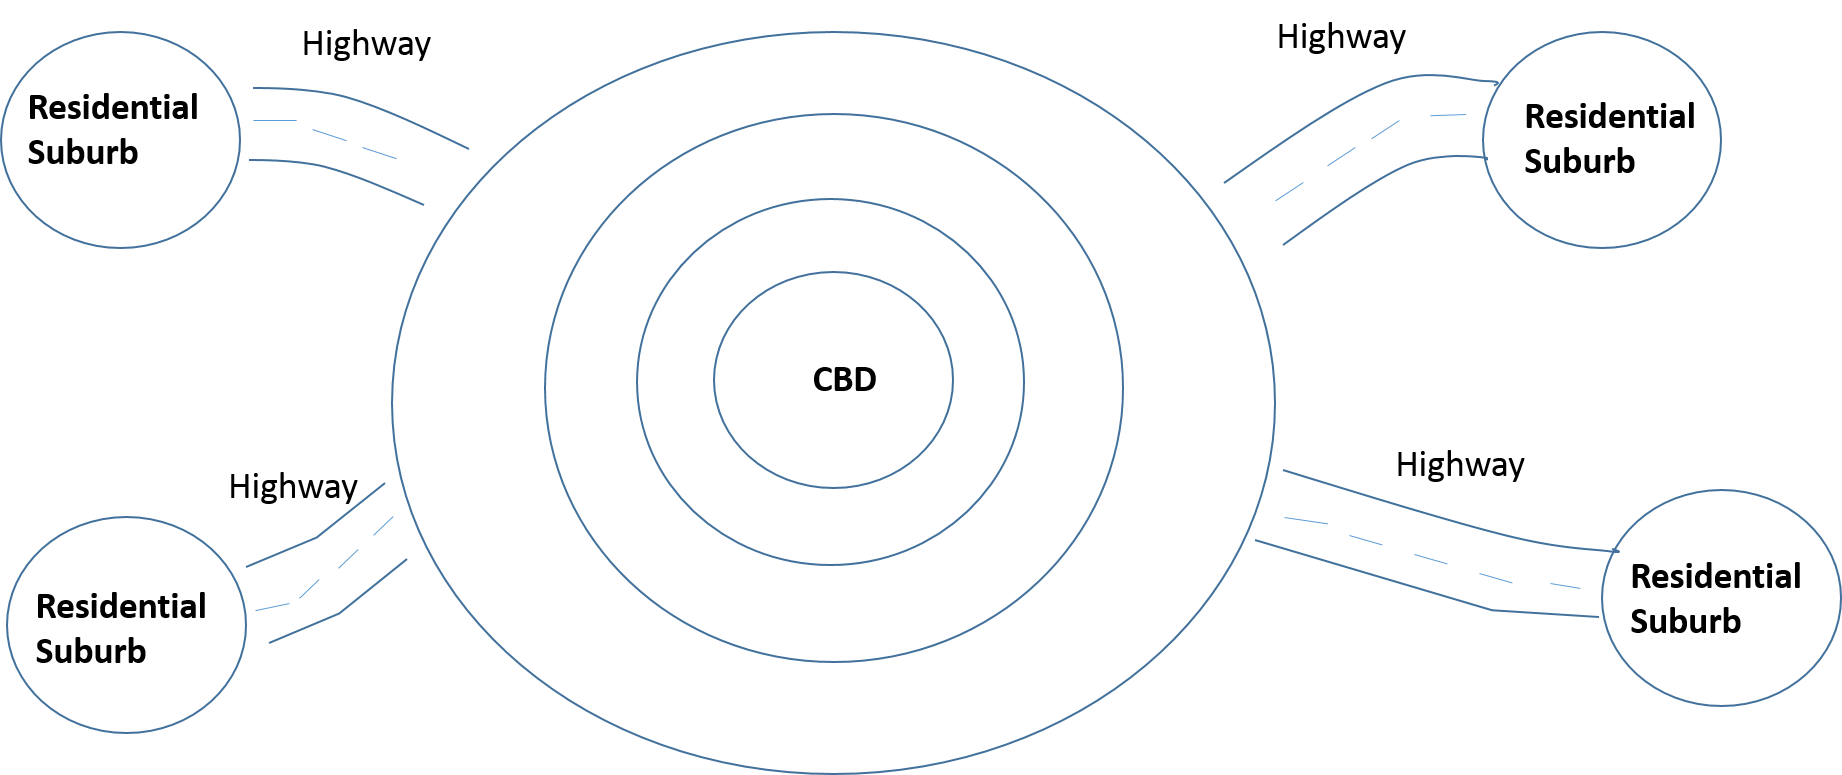 Highway
Highway
Residential
Suburb
Residential
Suburb
CBD
Highway
Highway
Residential
Suburb
Residential
Suburb